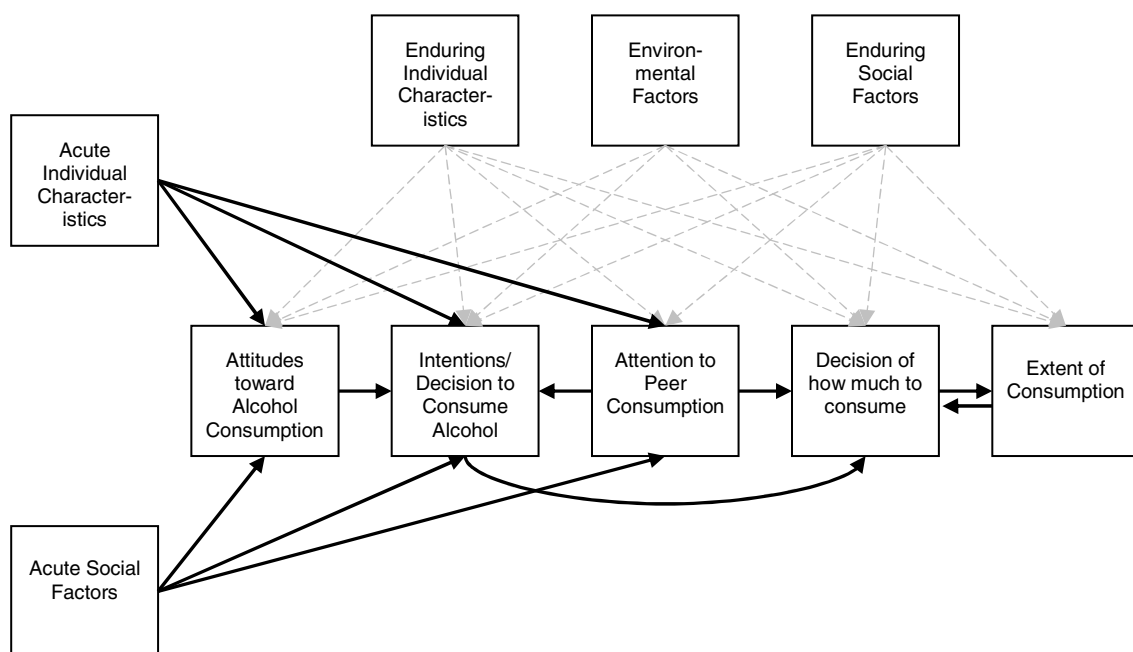 Enduring
Individual
Character-
istics
Environ-
mental
Factors
Enduring
Social
Factors
Acute
Individual
Character-
istics
Attitudes
toward
Alcohol
Consumption
Intentions/
Decision to
Consume
Alcohol
Attention to
Peer
Consumption
Decision of
how much to
consume
Extent of
Consumption
Acute Social
Factors